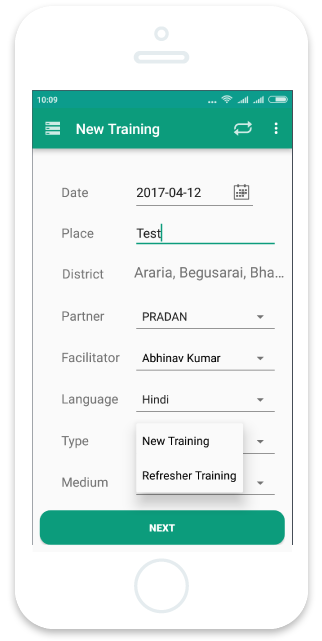 10:09
New Training
Date 2017-04-12
Place Test
District Araria, Begusarai, Bha...
Partner PRADAN
Facilitator Abhinav Kumar
Language Hindi
Type New Training
Refresher Training
Medium
NEXT